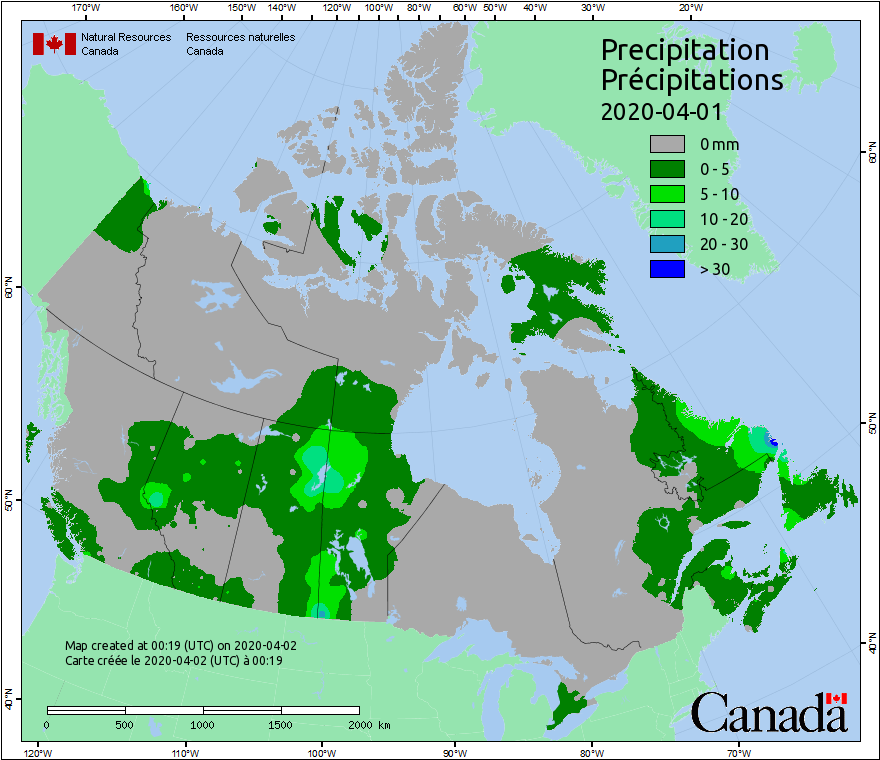 170°W 160°W 150°W 140°W 120°W 100°W 80°W 60°W 50°W 40°W 30°W 20°W
Natural Resources Ressources naturelles
Canada Canada
Precipitation
Précipitations
2020-04-01
0 mm
0 - 5
5 - 10
10 - 20
20 - 30
> 30
60°N
60°N
50°N
50°N
40°N
40°N
Map created at 00:19 (UTC) on 2020-04-02
Carte créée le 2020-04-02 (UTC) à 00:19
0 500 1000 1500 2000 km
Canada
120°W 110°W 100°W 90°W 80°W 70°W